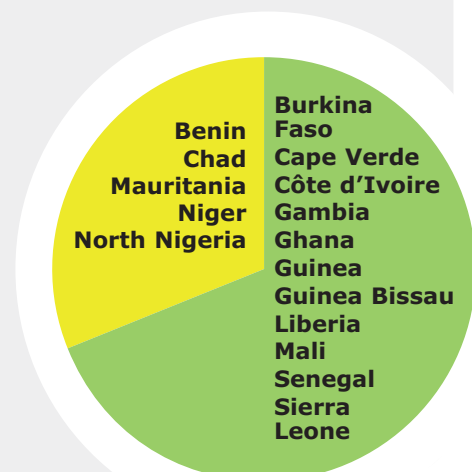 Benin
Chad
Mauritania
Niger
North Nigeria
Burkina
Faso
Cape Verde
Côte d’Ivoire
Gambia
Ghana
Guinea
Guinea Bissau
Liberia
Mali
Senegal
Sierra
Leone